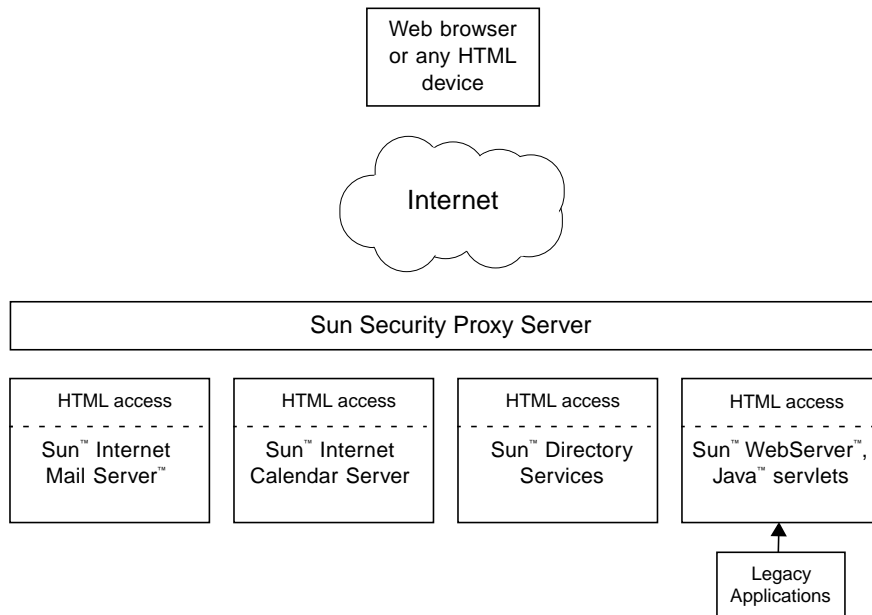 Web browser
or any HTML
device
Internet
Sun Security Proxy Server
HTML access
Sun™ Internet
Mail Server™
HTML access
Sun™ Internet
Calendar Server
HTML access
Sun™ Directory
Services
HTML access
Sun™ WebServer™,
Java™ servlets
Legacy
Applications